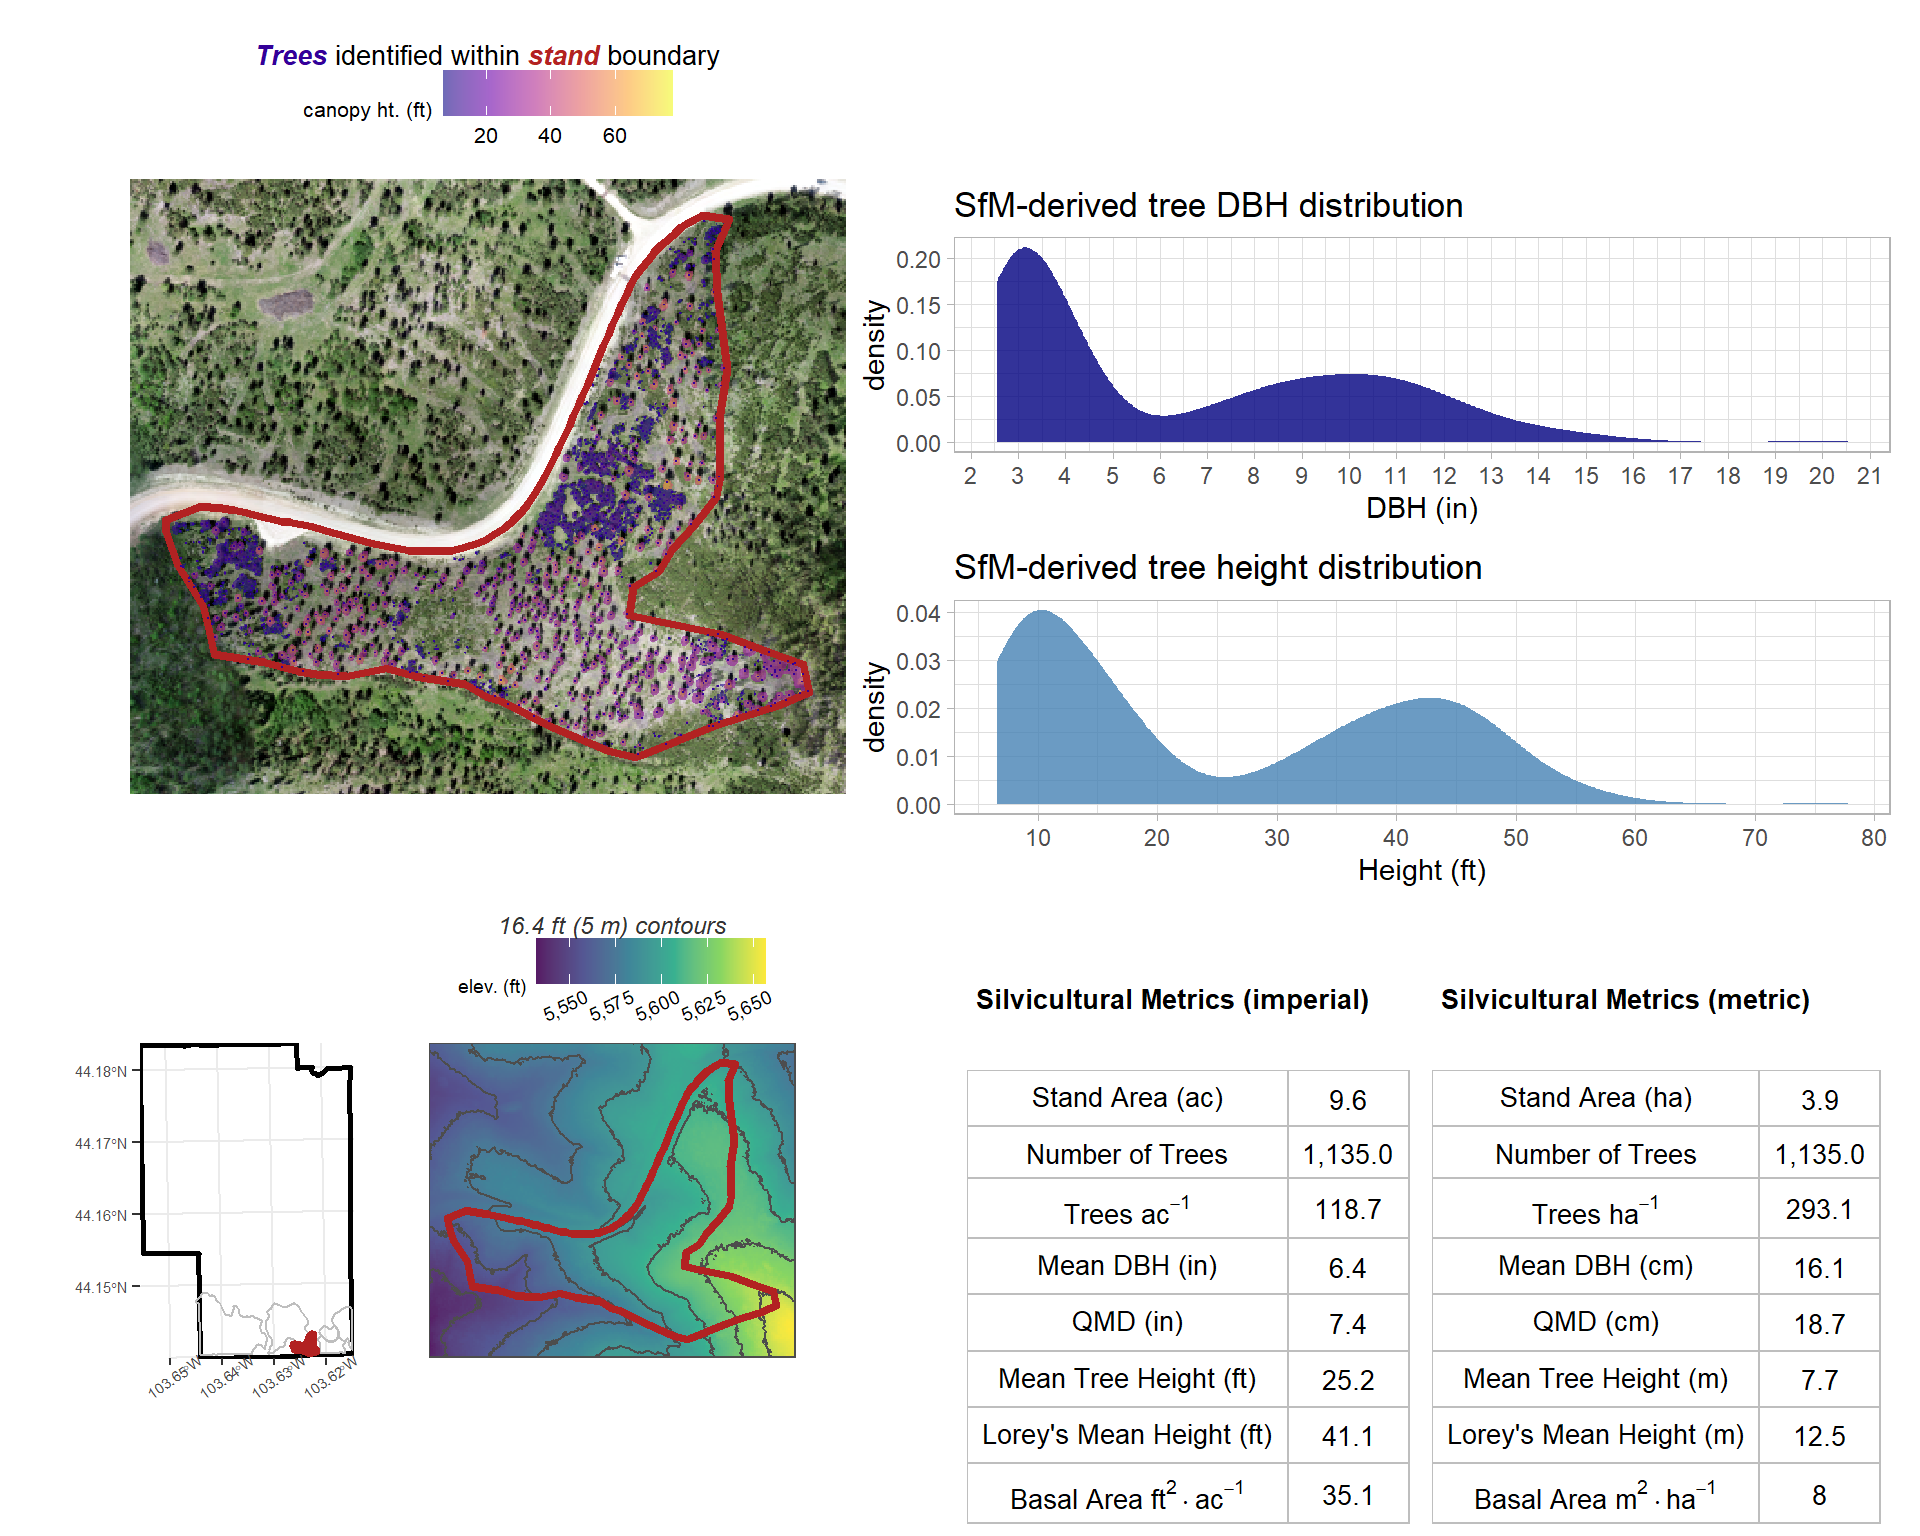 Trees identified within stand boundary
canopy ht. (ft)
20 40 60
SfM-derived tree DBH distribution
density
0.20
0.15
0.10
0.05
0.00
2 3 4 5 6 7 8 9 10 11 12 13 14 15 16 17 18 19 20 21
DBH (in)
SfM-derived tree height distribution
density
0.04
0.03
0.02
0.01
0.00
10 20 30 40 50 60 70 80
Height (ft)
16.4 ft (5 m) contours
elev. (ft)
5,550 5,575 5,600 5,625 5,650
44.18°N
44.17°N
44.16°N
44.15°N
103.65°W 103.64°W 103.63°W 103.62°W
Silvicultural Metrics (imperial)
Stand Area (ac) 9.6
Number of Trees 1,135.0
Trees ac⁻¹ 118.7
Mean DBH (in) 6.4
QMD (in) 7.4
Mean Tree Height (ft) 25.2
Lorey's Mean Height (ft) 41.1
Basal Area ft² · ac⁻¹ 35.1
Silvicultural Metrics (metric)
Stand Area (ha) 3.9
Number of Trees 1,135.0
Trees ha⁻¹ 293.1
Mean DBH (cm) 16.1
QMD (cm) 18.7
Mean Tree Height (m) 7.7
Lorey's Mean Height (m) 12.5
Basal Area m² · ha⁻¹ 8